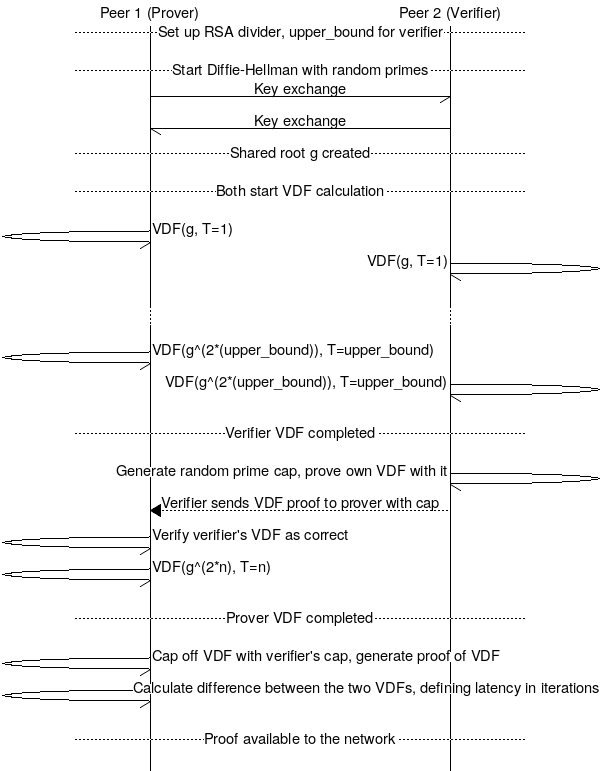 Peer 1 (Prover) Peer 2 (Verifier)
Set up RSA divider, upper_bound for verifier
Start Diffie-Hellman with random primes
Key exchange
Key exchange
Shared root g created
Both start VDF calculation
VDF(g, T=1)
VDF(g, T=1)
VDF(g^(2*(upper_bound)), T=upper_bound)
VDF(g^(2*(upper_bound)), T=upper_bound)
Verifier VDF completed
Generate random prime cap, prove own VDF with it
Verifier sends VDF proof to prover with cap
Verify verifier's VDF as correct
VDF(g^(2*n), T=n)
Prover VDF completed
Cap off VDF with verifier's cap, generate proof of VDF
Calculate difference between the two VDFs, defining latency in iterations
Proof available to the network